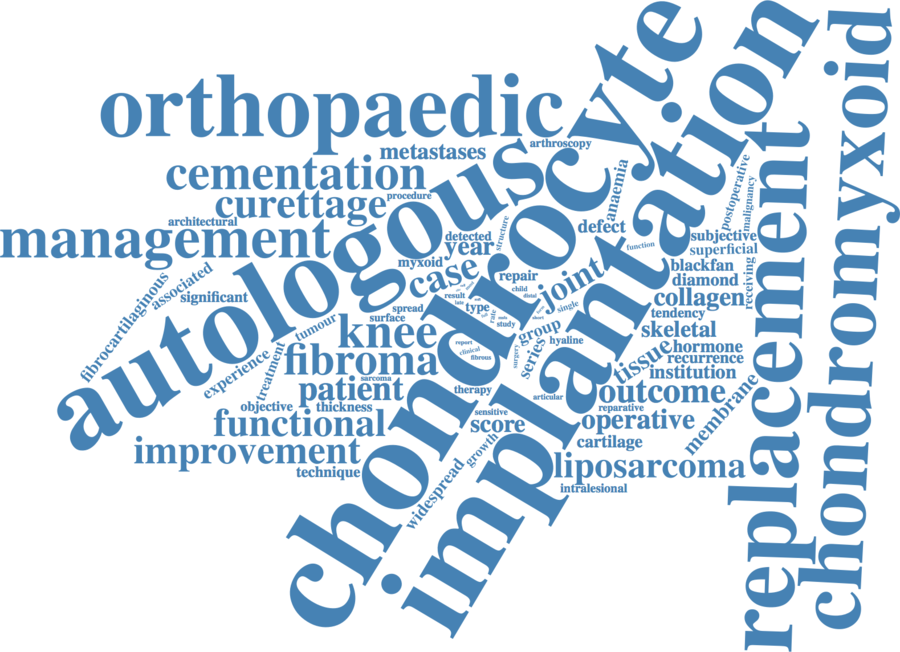 orthopaedic
chondrocyte
implantation
autologous
replacement
chondromyxoid
arthroscopy
metastases
cementation
curettage
procedure
architectural
management
anaemia
postoperative
malignancy
structure
defect
detected
year
function
subjective
superficial
receiving
myxoid
case
repair
joint
blackfan
diamond
collagen
tendency
fibrocartilaginous
associated
significant
child
distal
result
late
type
single
spread
surface
rate
study
group
hyaline
skeletal
hormone
recurrence
institution
tissue
tumour
knee
report
clinical
fibrous
surgery
series
experience
treatment
fibroma
sarcoma
patient
therapy
articular
outcome
membrane
objective
thickness
functional
sensitive
score
reparative
operative
cartilage
improvement
technique
growth
widespread
liposarcoma
intralesional